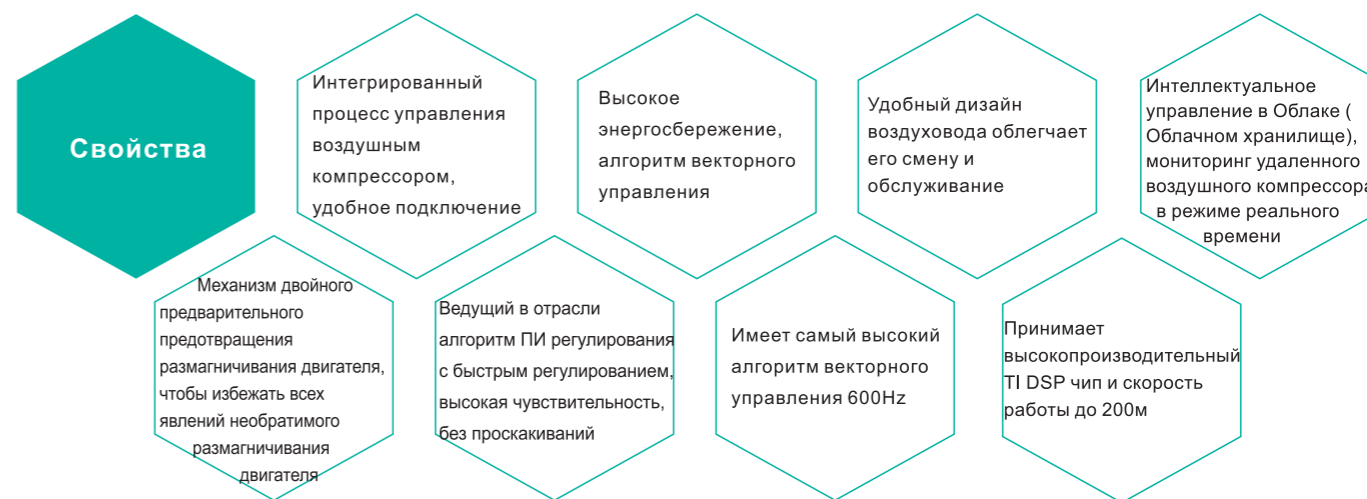 Свойства
Интегрированный
процесс управления
воздушным
компрессором,
удобное подключение
Высокое
энергосбережение,
алгоритм векторного
управления
Удобный дизайн
воздуховода облегчает
его смену и
обслуживание
Интеллектуальное
управление в Облаке (
Облачном хранилище),
мониторинг удаленного
воздушного компрессора
в режиме реального
времени
Механизм двойного
предварительного
предотвращения
размагничивания двигателя,
чтобы избежать всех
явлений необратимого
размагничивания
двигателя
Ведущий в отрасли
алгоритм ПИ регулирования
с быстрым регулированием,
высокая чувствительность,
без проскакиваний
Имеет самый высокий
алгоритм векторного
управления 600Hz
Принимает
высокопроизводительный
TI DSP чип и скорость
работы до 200м